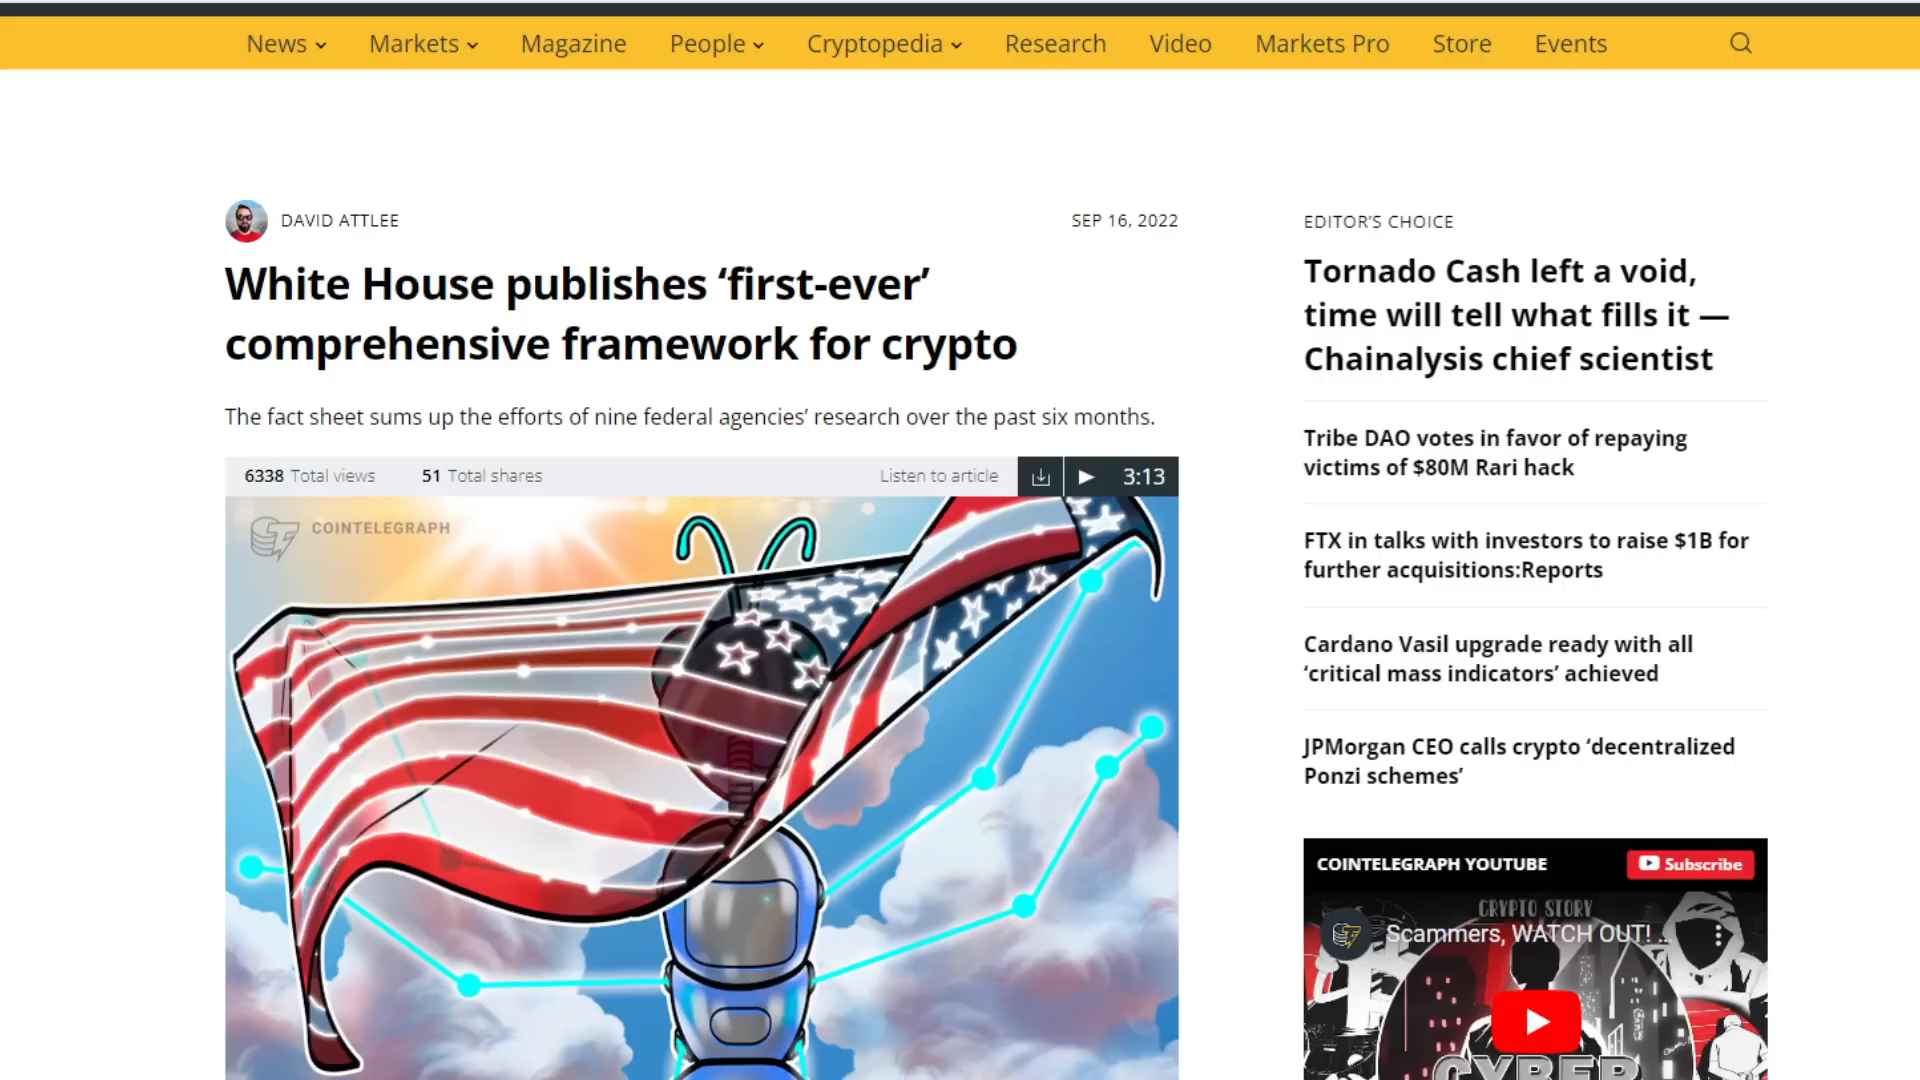 News Markets Magazine People Cryptopedia Research Video Markets Pro Store Events
DAVID ATTLEE
SEP 16, 2022
White House publishes ‘first-ever’
comprehensive framework for crypto
The fact sheet sums up the efforts of nine federal agencies’ research over the past six months.
6338 Total views 51 Total shares Listen to article 3:13
COINTELEGRAPH
EDITOR’S CHOICE
Tornado Cash left a void,
time will tell what fills it —
Chainalysis chief scientist
Tribe DAO votes in favor of repaying
victims of $80M Rari hack
FTX in talks with investors to raise $1B for
further acquisitions:Reports
Cardano Vasil upgrade ready with all
‘critical mass indicators’ achieved
JPMorgan CEO calls crypto ‘decentralized
Ponzi schemes’
COINTELEGRAPH YOUTUBE Subscribe
CRYPTO STORY
Scammers, WATCH OUT! ...
CYBER